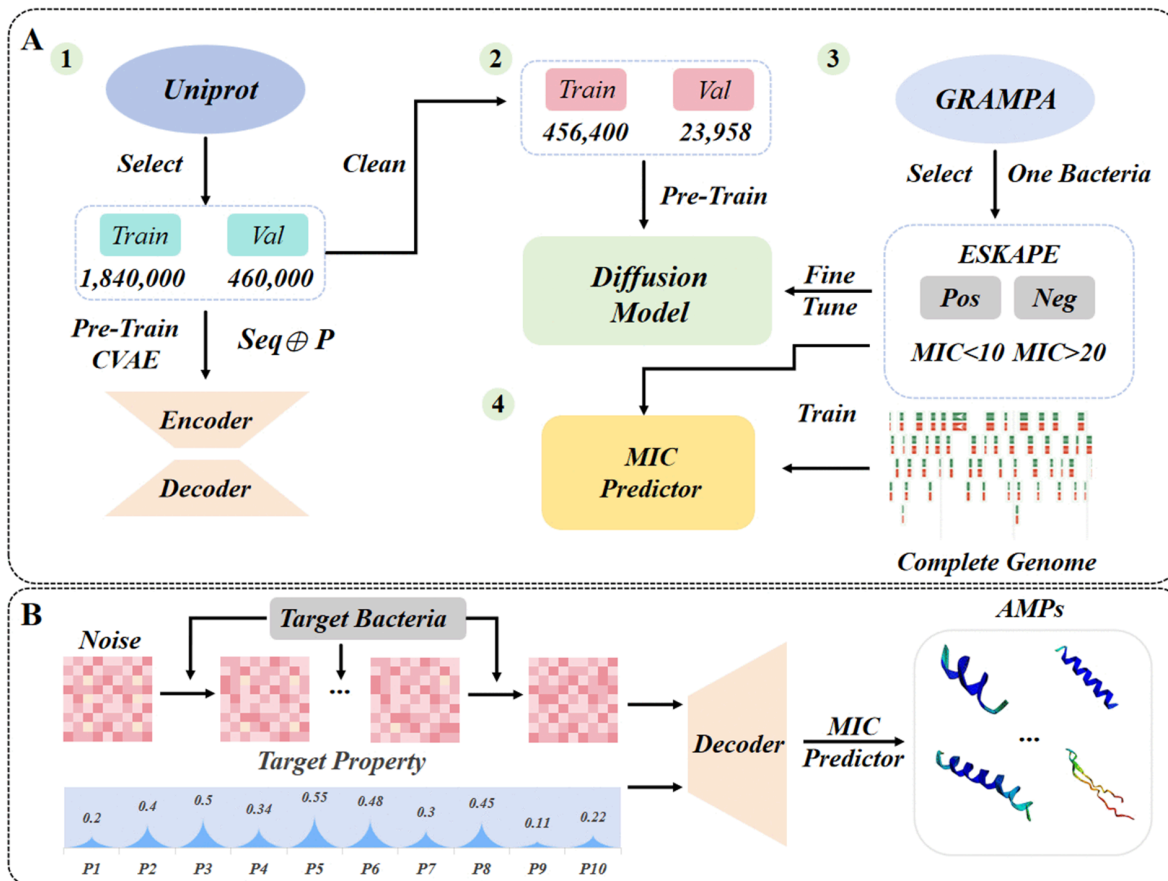 A
1
Uniprot
Select
Train
Val
1,840,000
460,000
Pre-Train
CVAE
Seq ⊕ P
Encoder
Decoder
Clean
2
Train
Val
456,400
23,958
Pre-Train
Diffusion
Model
3
GRAMPA
Select
One Bacteria
ESKAPE
Pos
Neg
MIC<10 MIC>20
Fine
Tune
4
MIC
Predictor
Train
Complete Genome
B
Noise
Target Bacteria
...
Target Property
0.2
0.4
0.5
0.34
0.55
0.48
0.3
0.45
0.11
0.22
P1 P2 P3 P4 P5 P6 P7 P8 P9 P10
Decoder
MIC
Predictor
AMPs
...